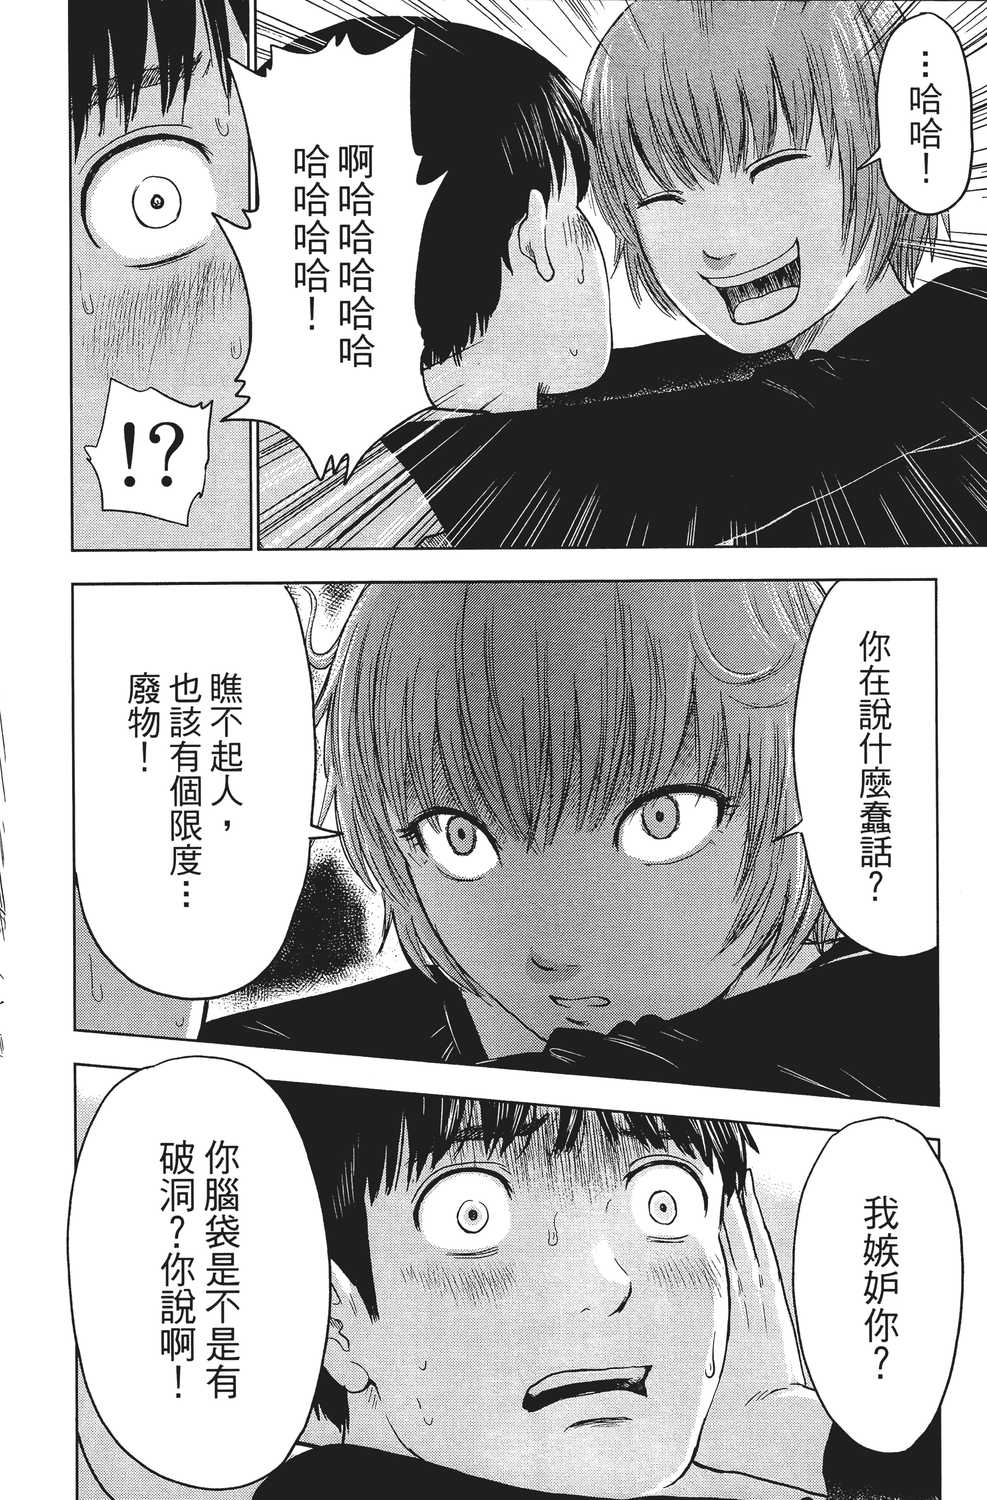 …哈哈！
啊哈哈哈哈哈
哈哈哈哈！
！？
你在說什麼蠢話？
瞧不起人，
也該有個限度…
廢物！
我嫉妒你？
你腦袋是不是有
破洞？你說啊！